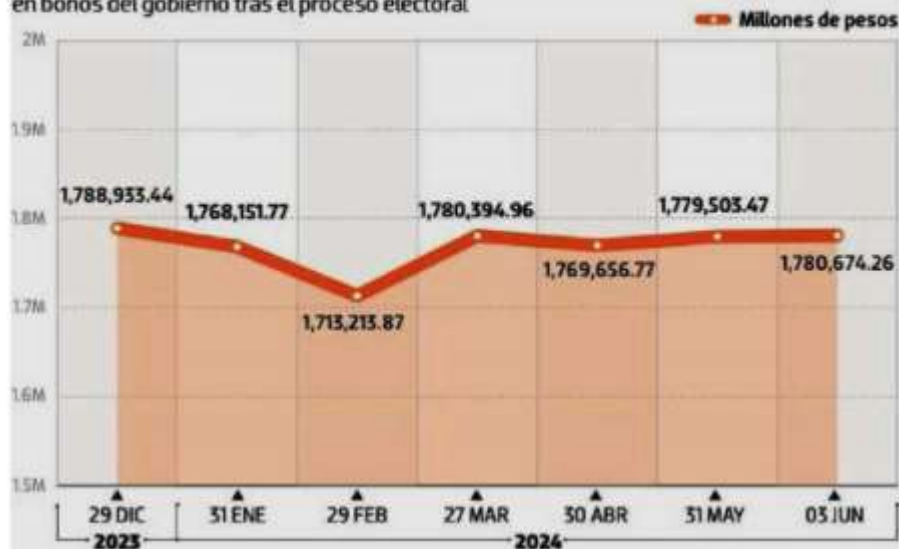 en bonos del gobierno tras el proceso electoral
Millones de pesos
2M
1.9M
1.8M
1.7M
1.6M
1.5M
1,788,933.44
1,768,151.77
1,713,213.87
1,780,394.96
1,769,656.77
1,779,503.47
1,780,674.26
29 DIC 31 ENE 29 FEB 27 MAR 30 ABR 31 MAY 03 JUN
2023 2024